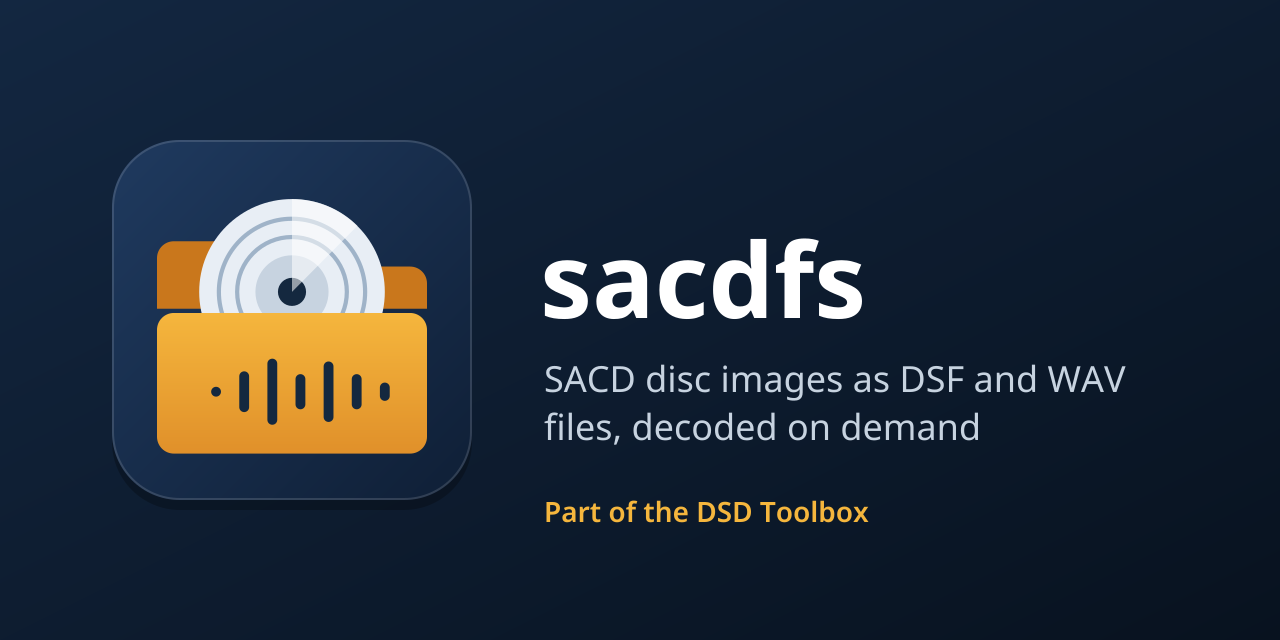 sacdfs
SACD disc images as DSF and WAV
files, decoded on demand
Part of the DSD Toolbox